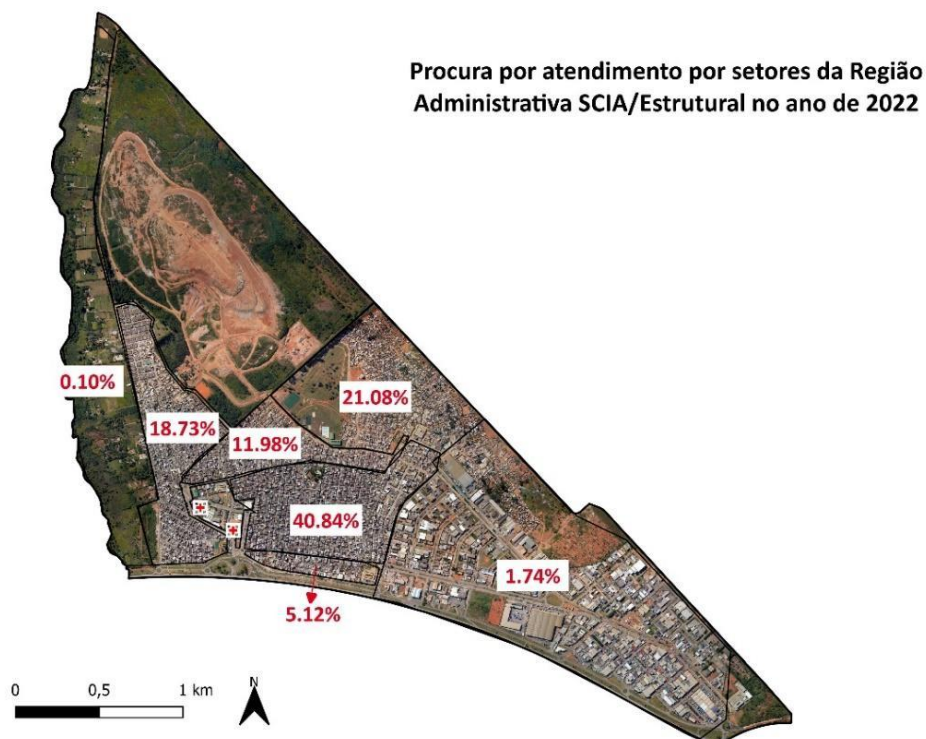 Procura por atendimento por setores da Região
Administrativa SCIA/Estrutural no ano de 2022
21.08%
0.10%
18.73%
11.98%
40.84%
1.74%
5.12%
0 0,5 1 km
N